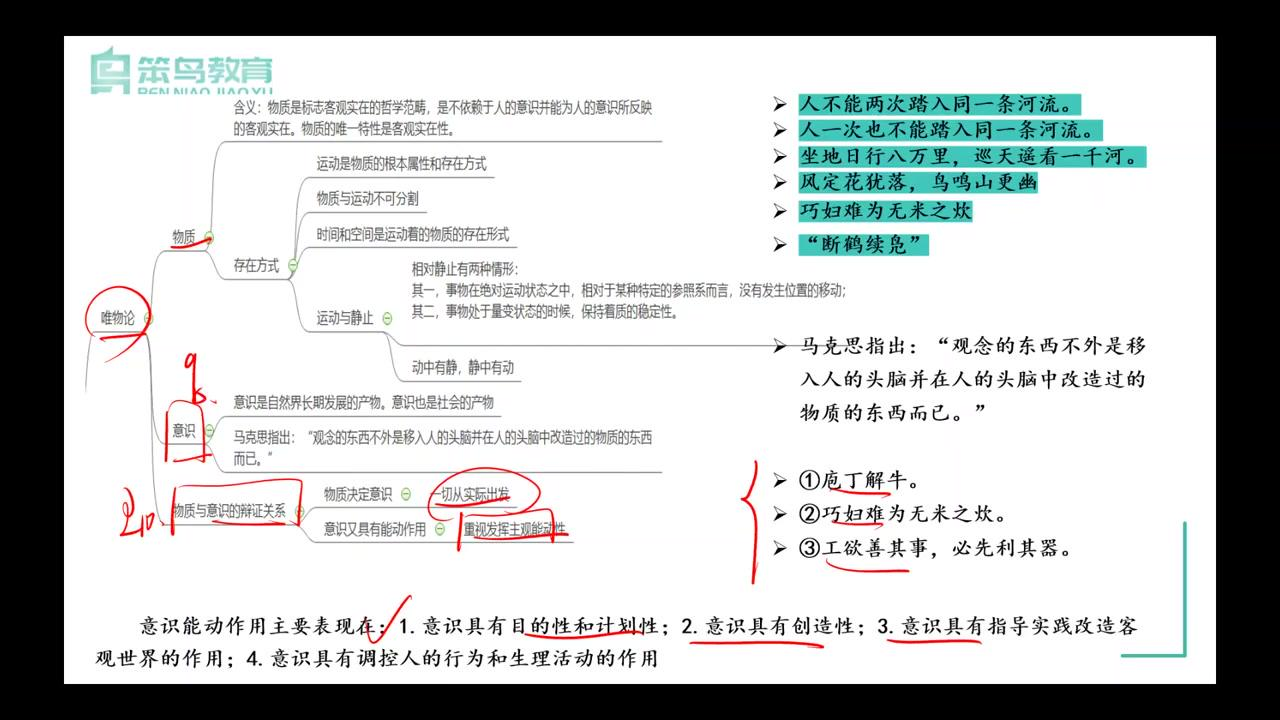 笨鸟教育
BEN NIAO JIAO YU
含义：物质是标志客观实在的哲学范畴，是不依赖于人的意识并能为人的意识所反映
的客观实在。物质的唯一特性是客观实在性。
运动是物质的根本属性和存在方式
物质与运动不可分割
物质
时间和空间是运动着的物质的存在形式
存在方式
相对静止有两种情形：
其一，事物在绝对运动状态之中，相对于某种特定的参照系而言，没有发生位置的移动；
其二，事物处于量变状态的时候，保持着质的稳定性。
运动与静止
唯物论
动中有静，静中有动
意识是自然界长期发展的产物。意识也是社会的产物
意识
马克思指出：“观念的东西不外是移入人的头脑并在人的头脑中改造过的物质的东西
而已。“
物质决定意识
一切从实际出发
物质与意识的辩证关系
意识又具有能动作用
重视发挥主观能动性
➢ 人不能两次踏入同一条河流。
➢ 人一次也不能踏入同一条河流。
➢ 坐地日行八万里，巡天遥看一千河。
➢ 风定花犹落，鸟鸣山更幽
➢ 巧妇难为无米之炊
➢ “断鹤续凫”
➢ 马克思指出：“观念的东西不外是移
入人的头脑并在人的头脑中改造过的
物质的东西而已。”
➢ ①庖丁解牛。
➢ ②巧妇难为无米之炊。
➢ ③工欲善其事，必先利其器。
意识能动作用主要表现在：1.意识具有目的性和计划性；2.意识具有创造性；3.意识具有指导实践改造客
观世界的作用；4.意识具有调控人的行为和生理活动的作用